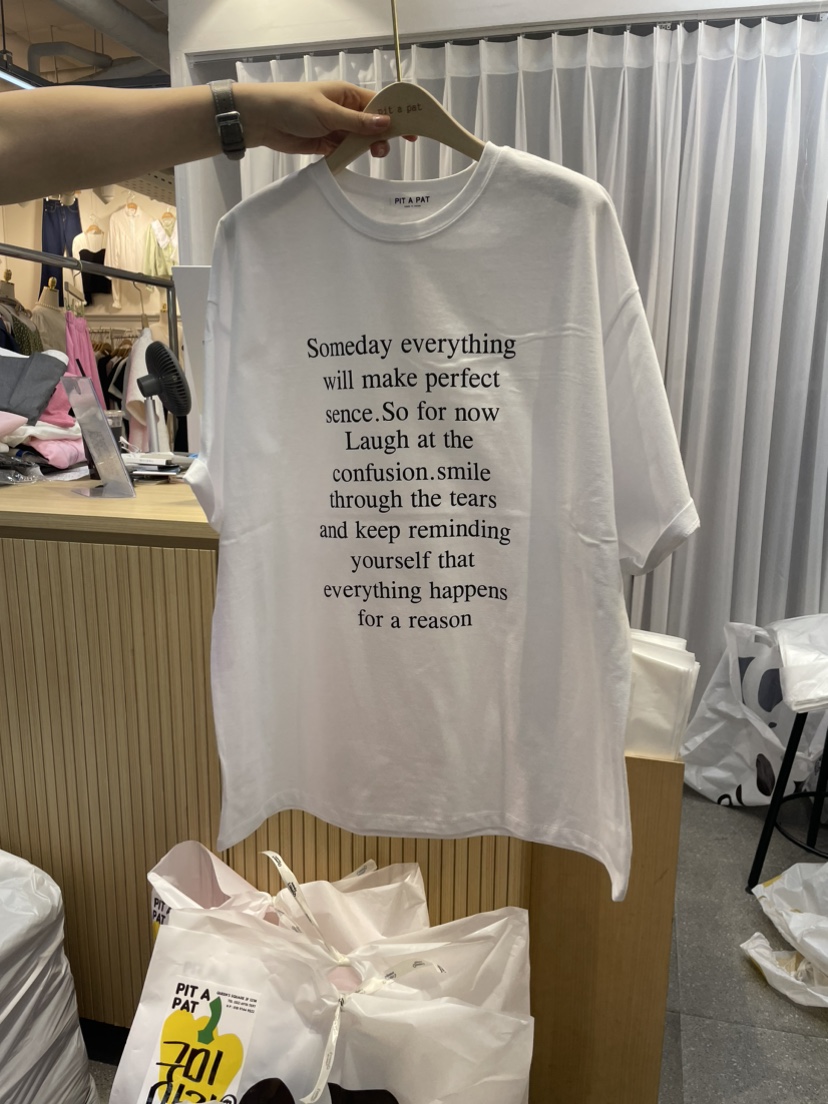 pit a pat
PIT A PAT
Someday everything
will make perfect
sence.So for now
Laugh at the
confusion.smile
through the tears
and keep reminding
yourself that
everything happens
for a reason
PIT A
PAT
PIT A
PAT